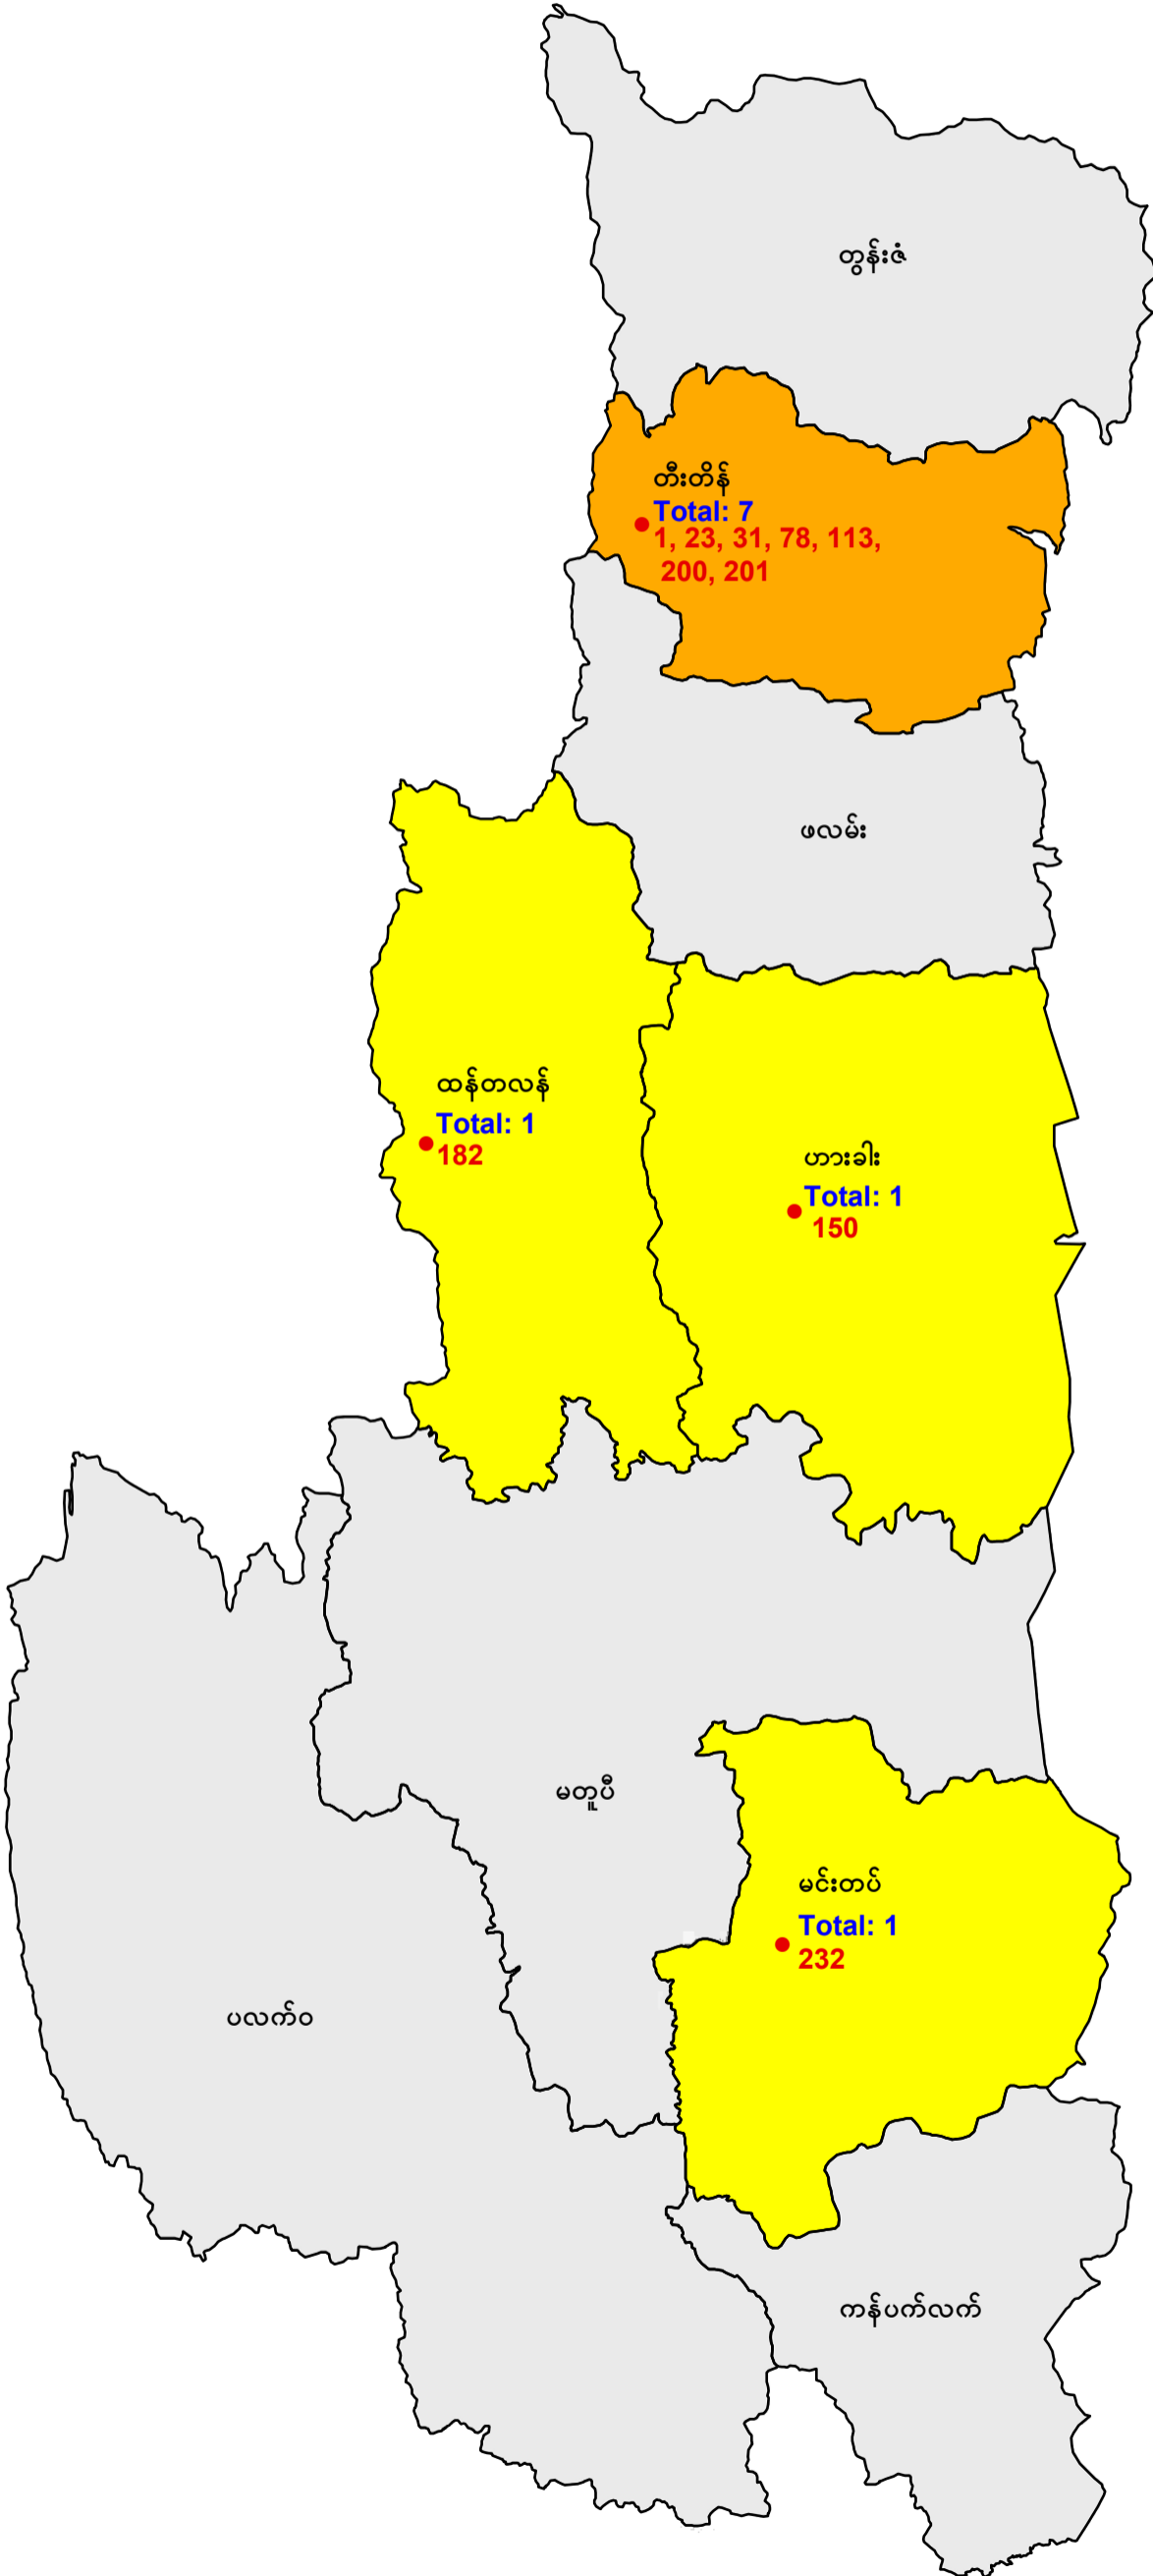 တွန်းဇံ
တီးတိန်
Total: 7
1, 23, 31, 78, 113,
200, 201
ဖလမ်း
ထန်တလန်
Total: 1
182
ဟားခါး
Total: 1
150
မတူပီ
မင်းတပ်
Total: 1
232
ပလက်ဝ
ကန်ပက်လက်